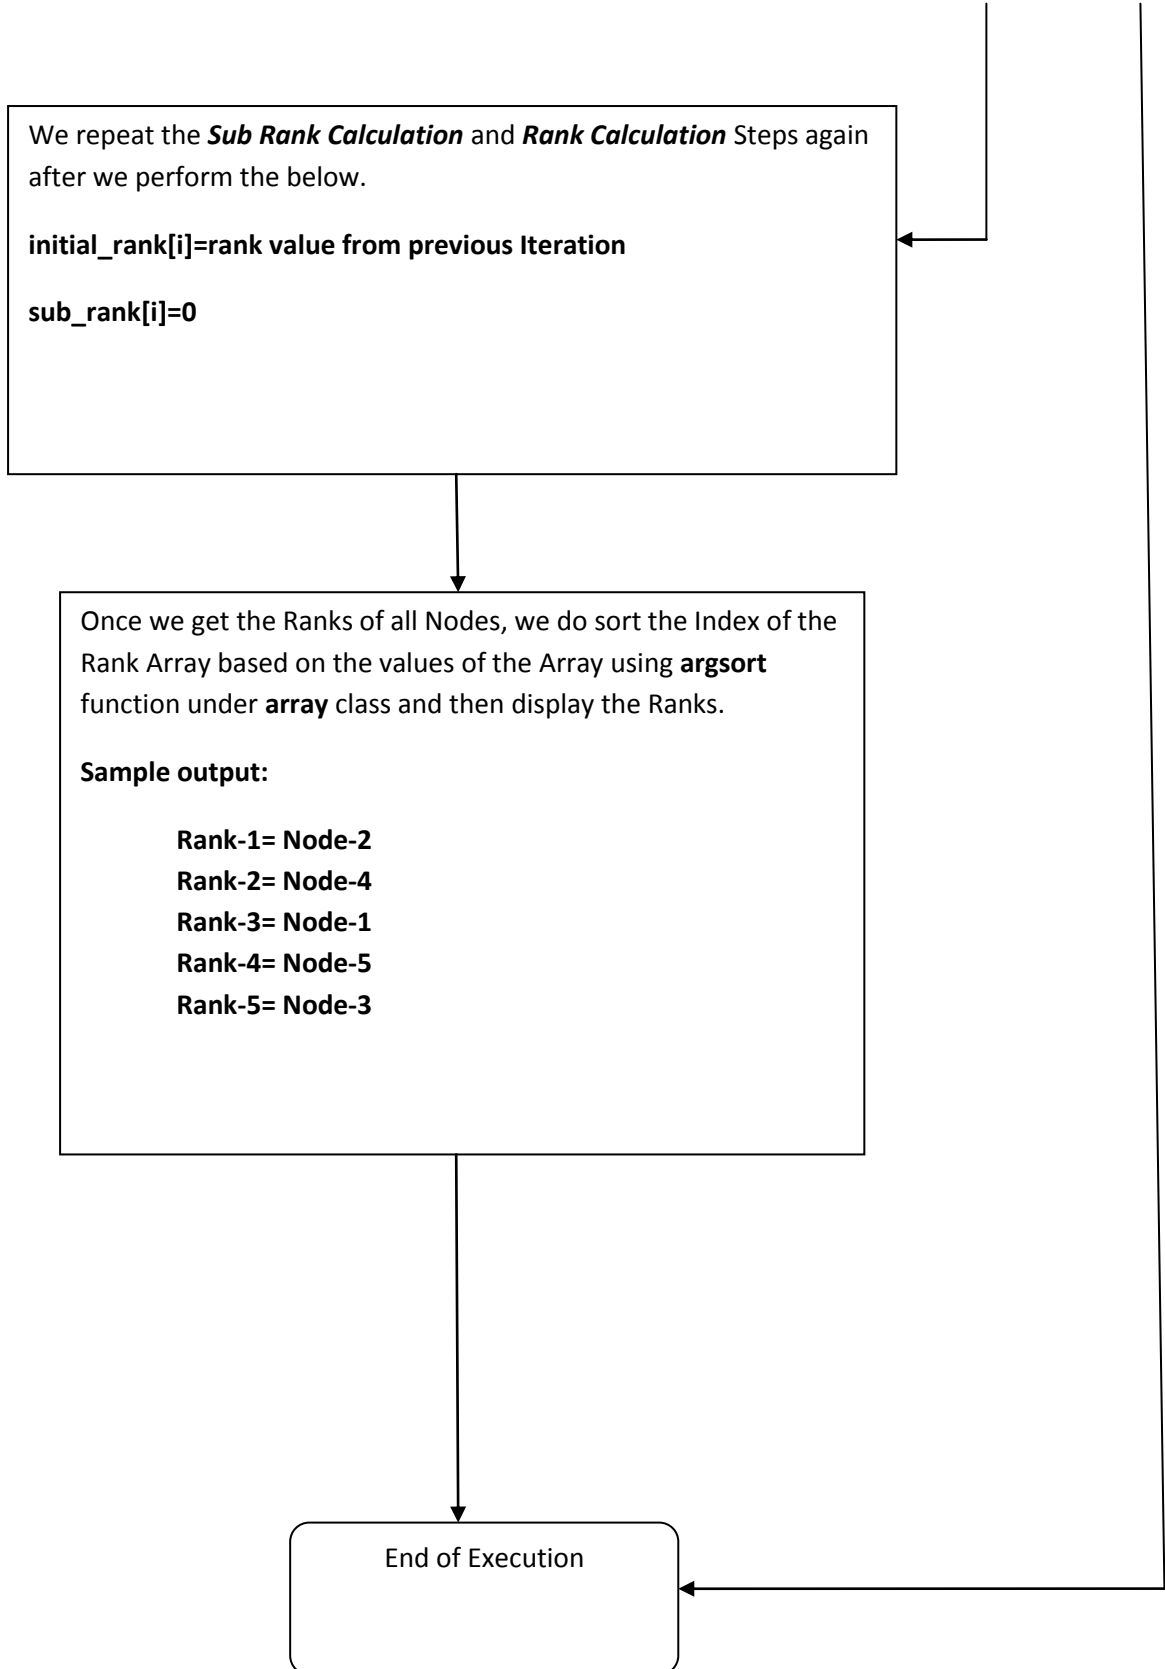 We repeat the Sub Rank Calculation and Rank Calculation Steps again
after we perform the below.
initial_rank[i]=rank value from previous Iteration
sub_rank[i]=0
Once we get the Ranks of all Nodes, we do sort the Index of the
Rank Array based on the values of the Array using argsort
function under array class and then display the Ranks.
Sample output:
Rank-1= Node-2
Rank-2= Node-4
Rank-3= Node-1
Rank-4= Node-5
Rank-5= Node-3
End of Execution